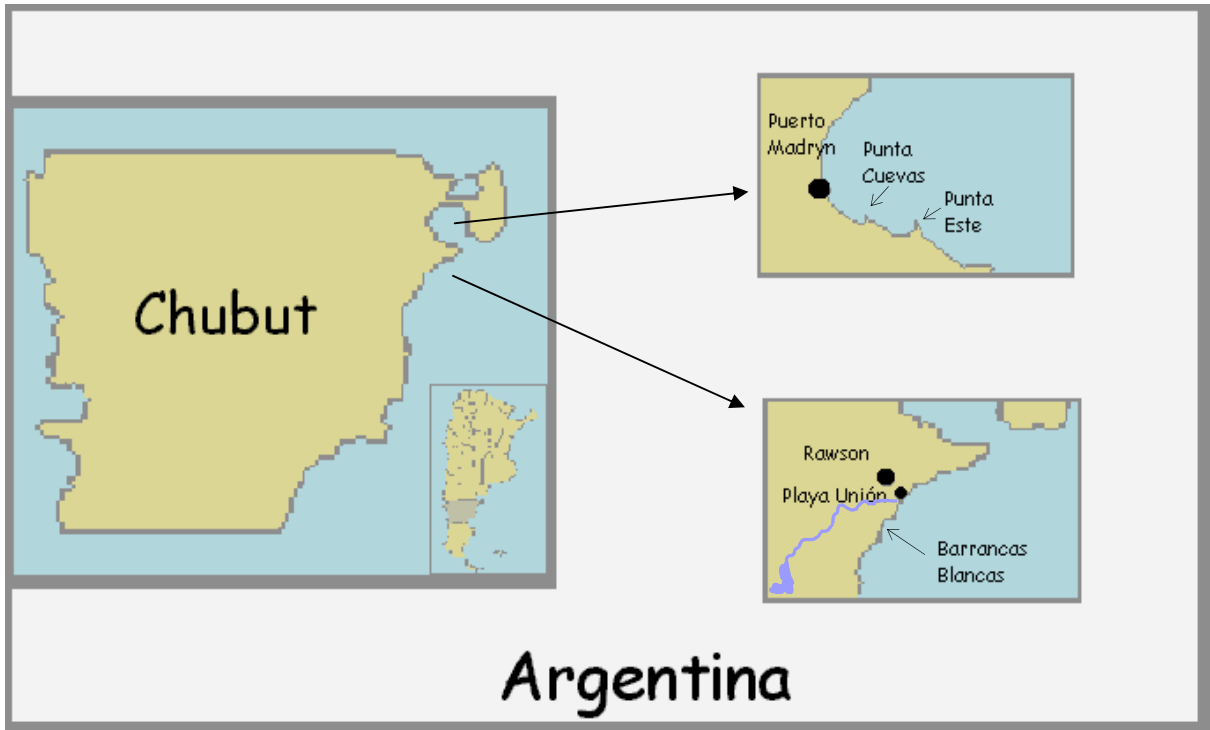 Chubut
Puerto
Madryn
Punta
Cuevas
Punta
Este
Rawson
Playa Unión
Barrancas
Blancas
Argentina